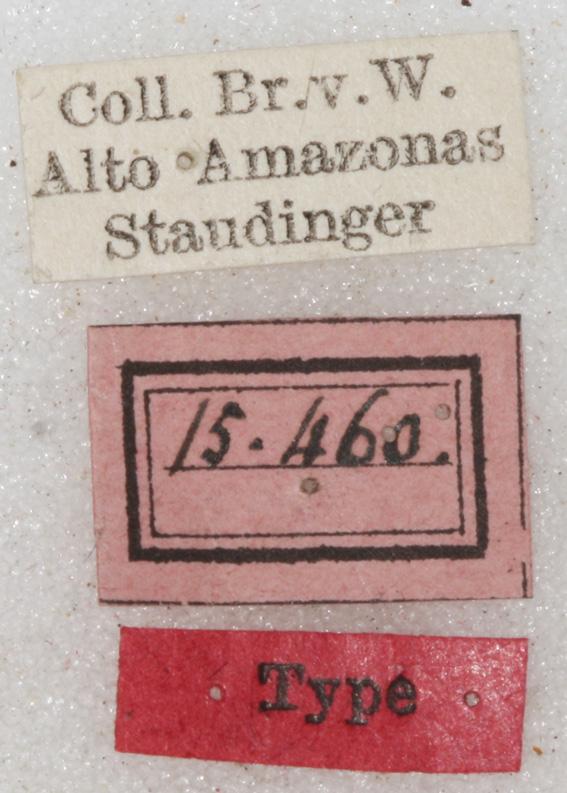 Coll. Br.v.W.
Alto Amazonas
Staudinger
15.460.
Type